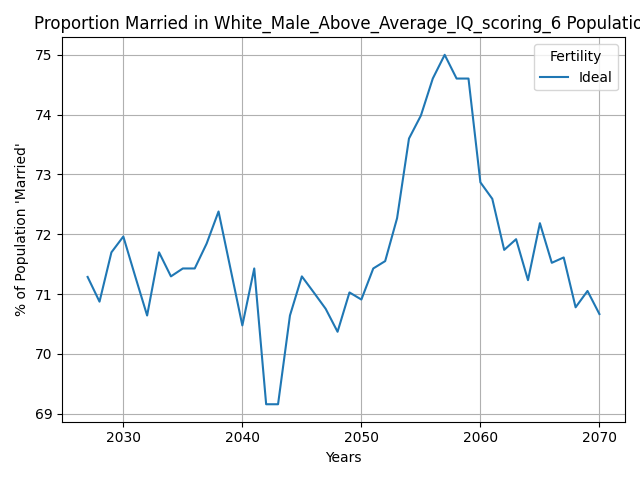 Proportion Married in White_Male_Above_Average_IQ_scoring_6 Populatio
Fertility
Ideal
75
74
73
72
71
70
69
% of Population 'Married'
2030 2040 2050 2060 2070
Years